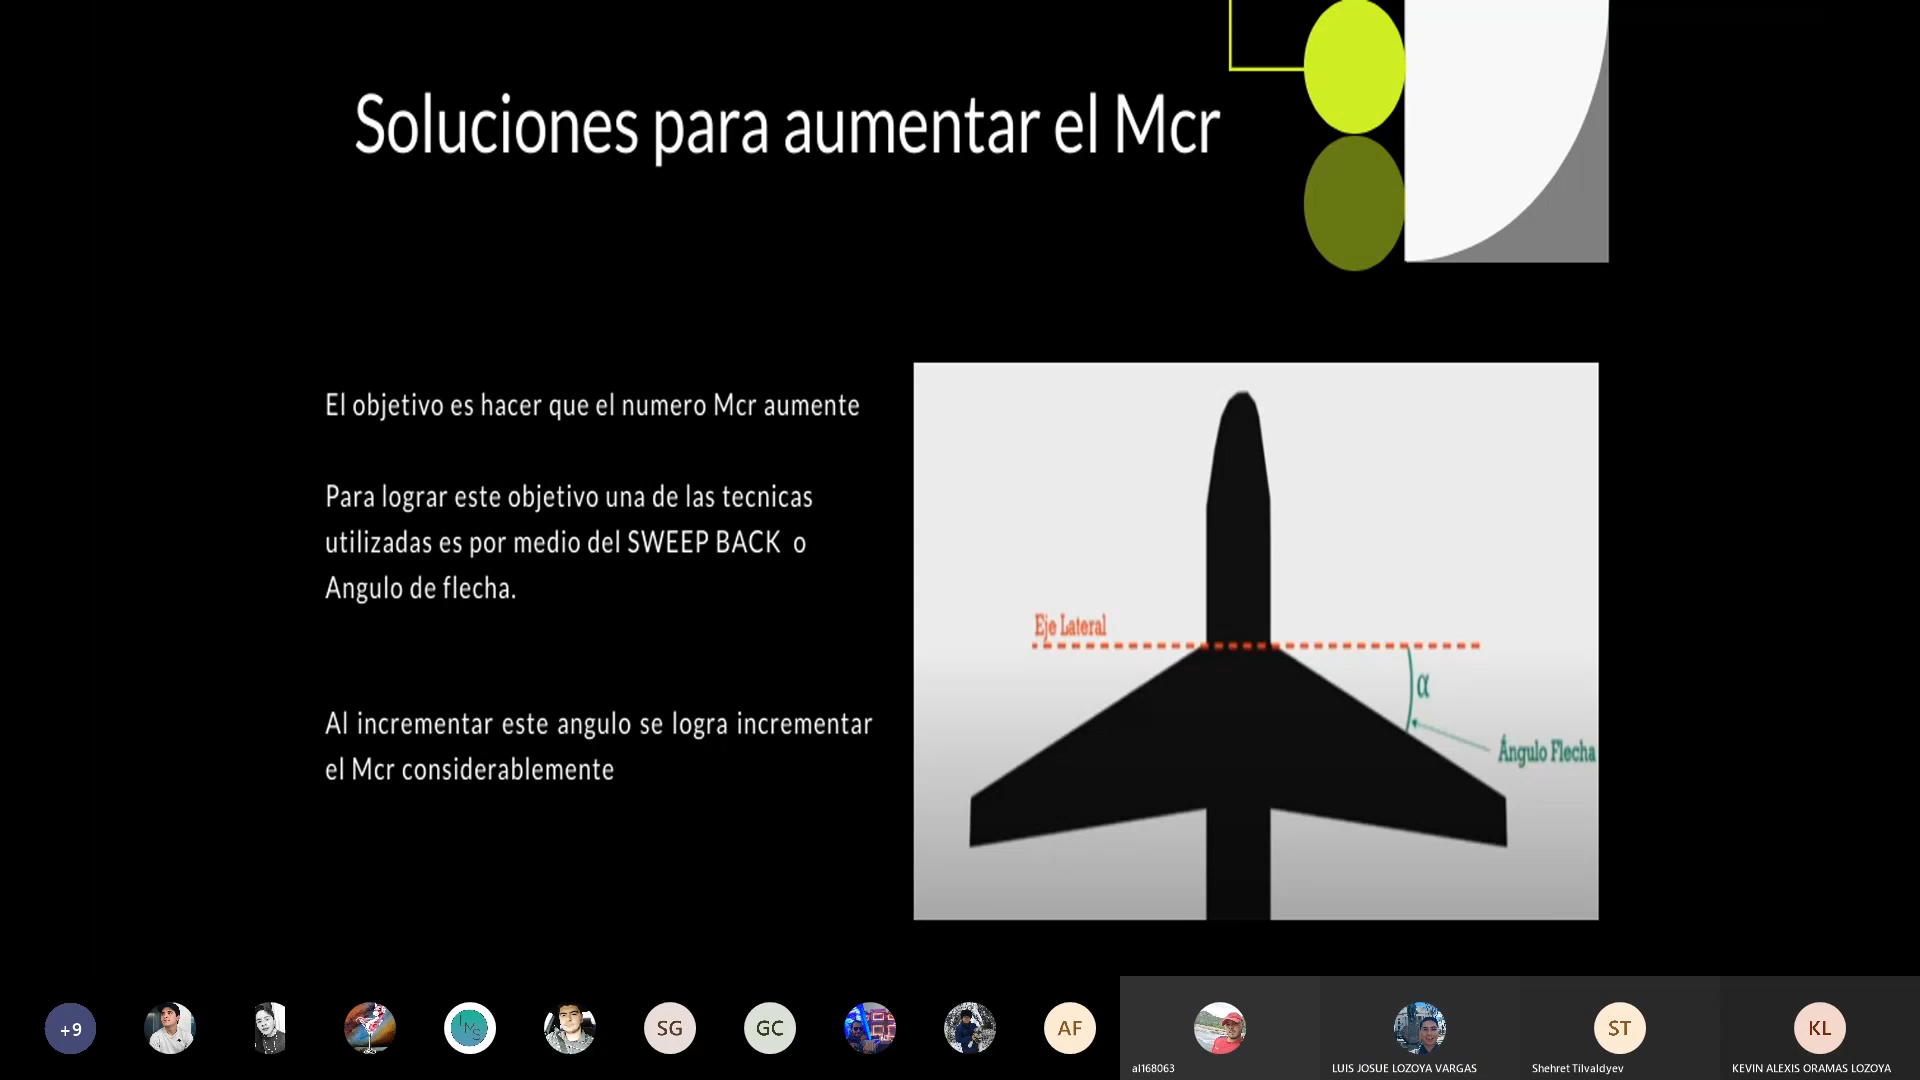 Soluciones para aumentar el Mcr
El objetivo es hacer que el numero Mcr aumente
Para lograr este objetivo una de las tecnicas
utilizadas es por medio del SWEEP BACK o
Angulo de flecha.
Al incrementar este angulo se logra incrementar
el Mcr considerablemente
Eje Lateral
α
Ángulo Flecha
+9
IMS
SG
GC
AF
al168063
LUIS JOSUE LOZOYA VARGAS
ST
Shehret Tilvaldyev
KL
KEVIN ALEXIS ORAMAS LOZOYA